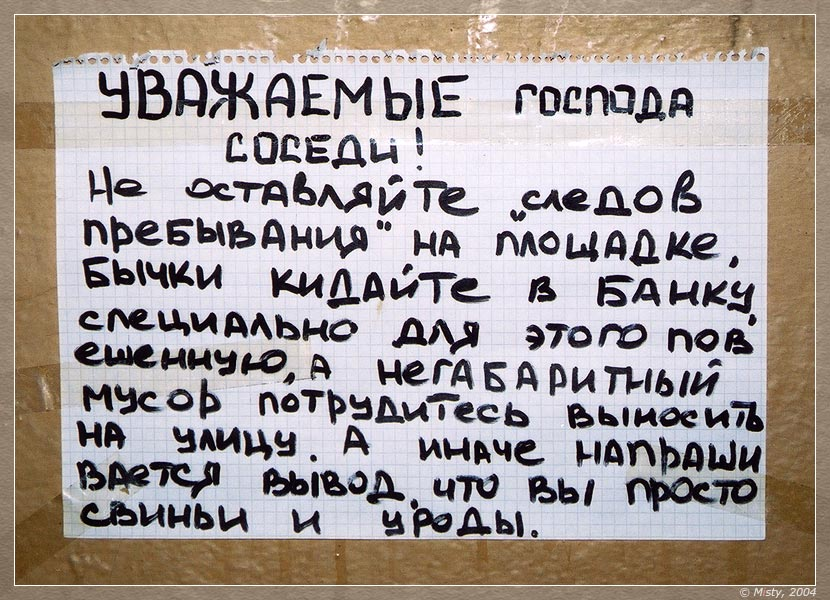 УВАЖАЕМЫЕ ГОСПОДА
СОСЕДИ!
Не оставляйте „следов
пребывания" на площадке,
бычки кидайте в банку,
специально для этого пов
ешенную, а негабаритный
мусор потрудитесь выносить
на улицу. А иначе напраши
вается вывод, что вы просто
свиньи и уроды.
© Misty, 2004